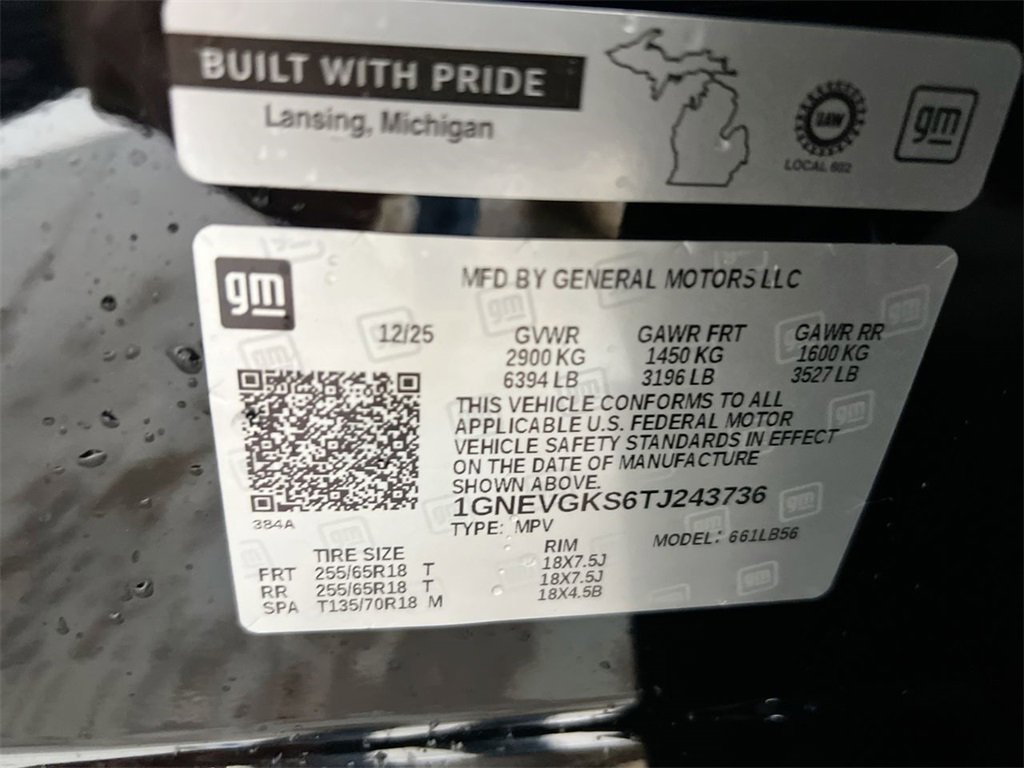 BUILT WITH PRIDE
Lansing, Michigan
UAW
LOCAL 602
gm
gm
MFD BY GENERAL MOTORS LLC
12/25 GVWR GAWR FRT GAWR RR
2900 KG 1450 KG 1600 KG
6394 LB 3196 LB 3527 LB
THIS VEHICLE CONFORMS TO ALL
APPLICABLE U.S. FEDERAL MOTOR
VEHICLE SAFETY STANDARDS IN EFFECT
ON THE DATE OF MANUFACTURE
SHOWN ABOVE.
1GNEVGKS6TJ243736
384A
TYPE: MPV MODEL: 661LB56
TIRE SIZE RIM
FRT 255/65R18 T 18X7.5J
RR 255/65R18 T 18X7.5J
SPA T135/70R18 M 18X4.5B